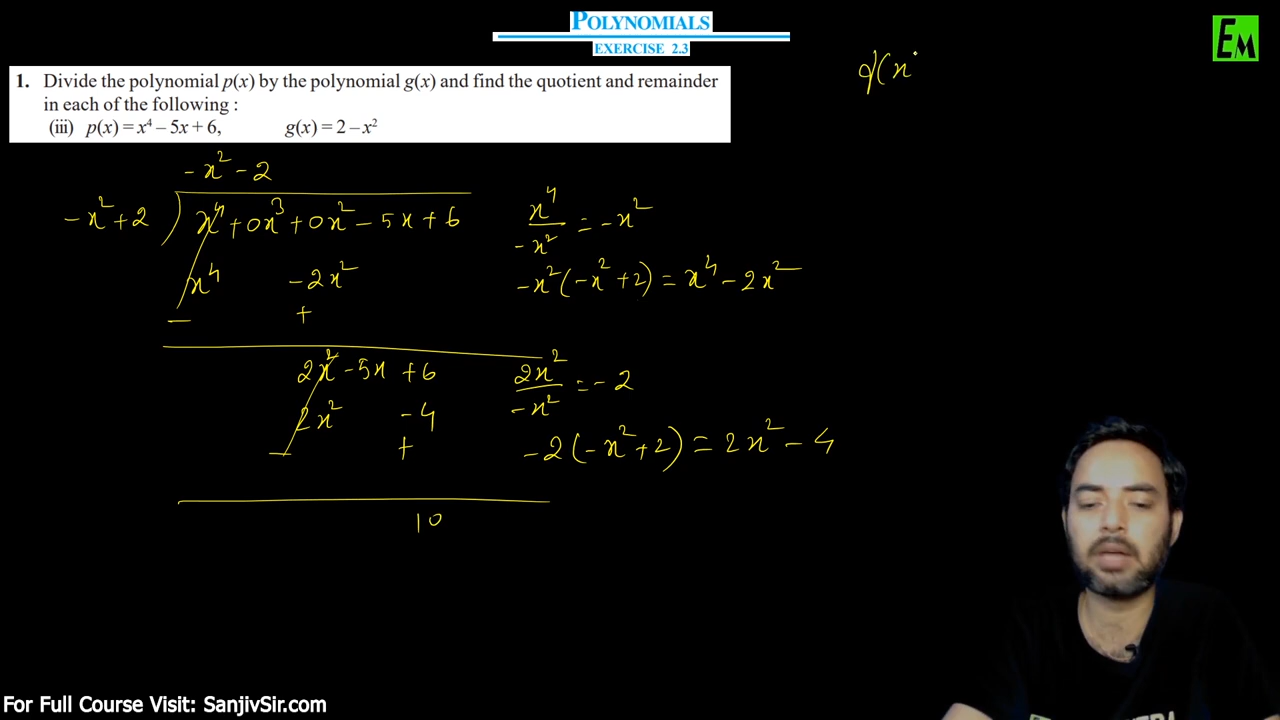 POLYNOMIALS
EXERCISE 2.3
Em
1. Divide the polynomial p(x) by the polynomial g(x) and find the quotient and remainder
in each of the following :
(iii) p(x) = x⁴ – 5x + 6, g(x) = 2 – x²
q(x
-x² - 2
-x² + 2 ) x⁴ + 0x³ + 0x² - 5x + 6
x⁴ - 2x²
- +
2x² - 5x + 6
2x² - 4
- +
10
x⁴/-x² = -x²
-x²(-x² + 2) = x⁴ - 2x²
2x²/-x² = -2
-2(-x² + 2) = 2x² - 4
For Full Course Visit: SanjivSir.com